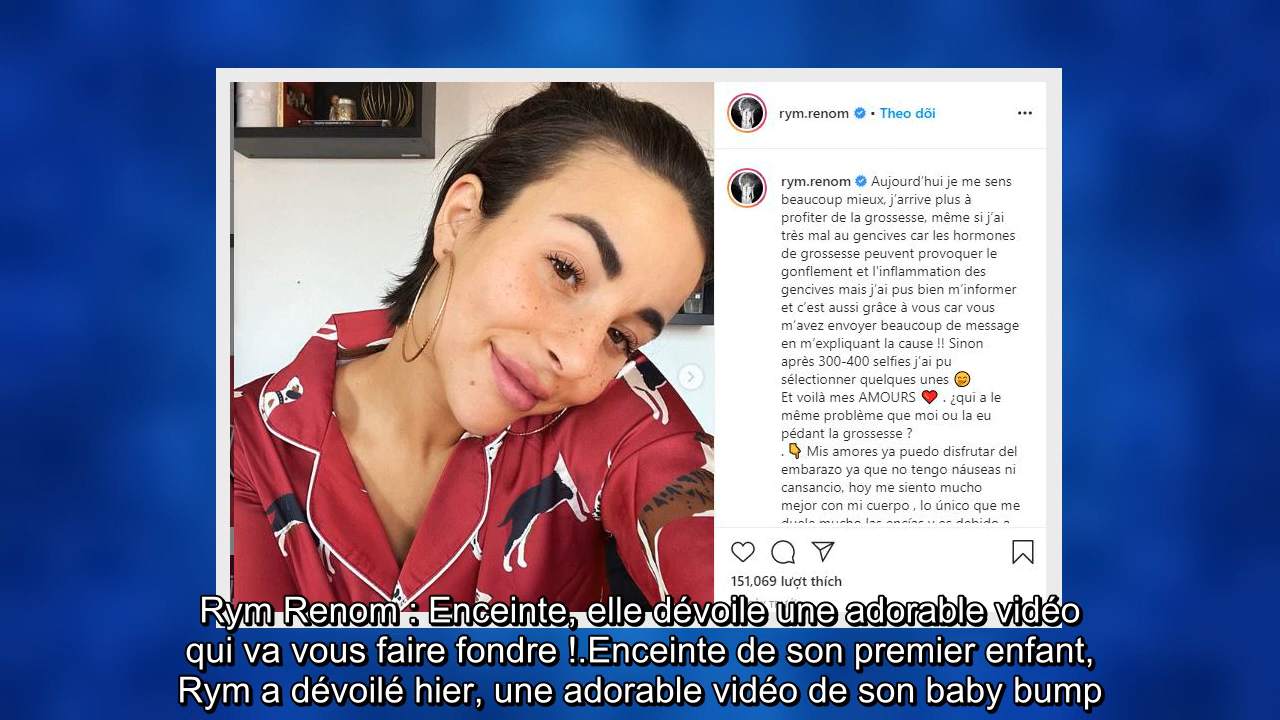 rym.renom • Theo dõi
rym.renom Aujourd'hui je me sens
beaucoup mieux, j'arrive plus à
profiter de la grossesse, même si j'ai
très mal au gencives car les hormones
de grossesse peuvent provoquer le
gonflement et l'inflammation des
gencives mais j'ai pus bien m'informer
et c'est aussi grâce à vous car vous
m'avez envoyer beaucoup de message
en m'expliquant la cause !! Sinon
après 300-400 selfies j'ai pu
sélectionner quelques unes 😊
Et voilà mes AMOURS ❤️ . ¿qui a le
même problème que moi ou la eu
pédant la grossesse ?
. 👇 Mis amores ya puedo disfrutar del
embarazo ya que no tengo náuseas ni
cansancio, hoy me siento mucho
mejor con mi cuerpo , lo único que me
duele mucho las encías y es debido a
151,069 lượt thích
Rym Renom : Enceinte, elle dévoile une adorable vidéo
qui va vous faire fondre !.Enceinte de son premier enfant,
Rym a dévoilé hier, une adorable vidéo de son baby bump